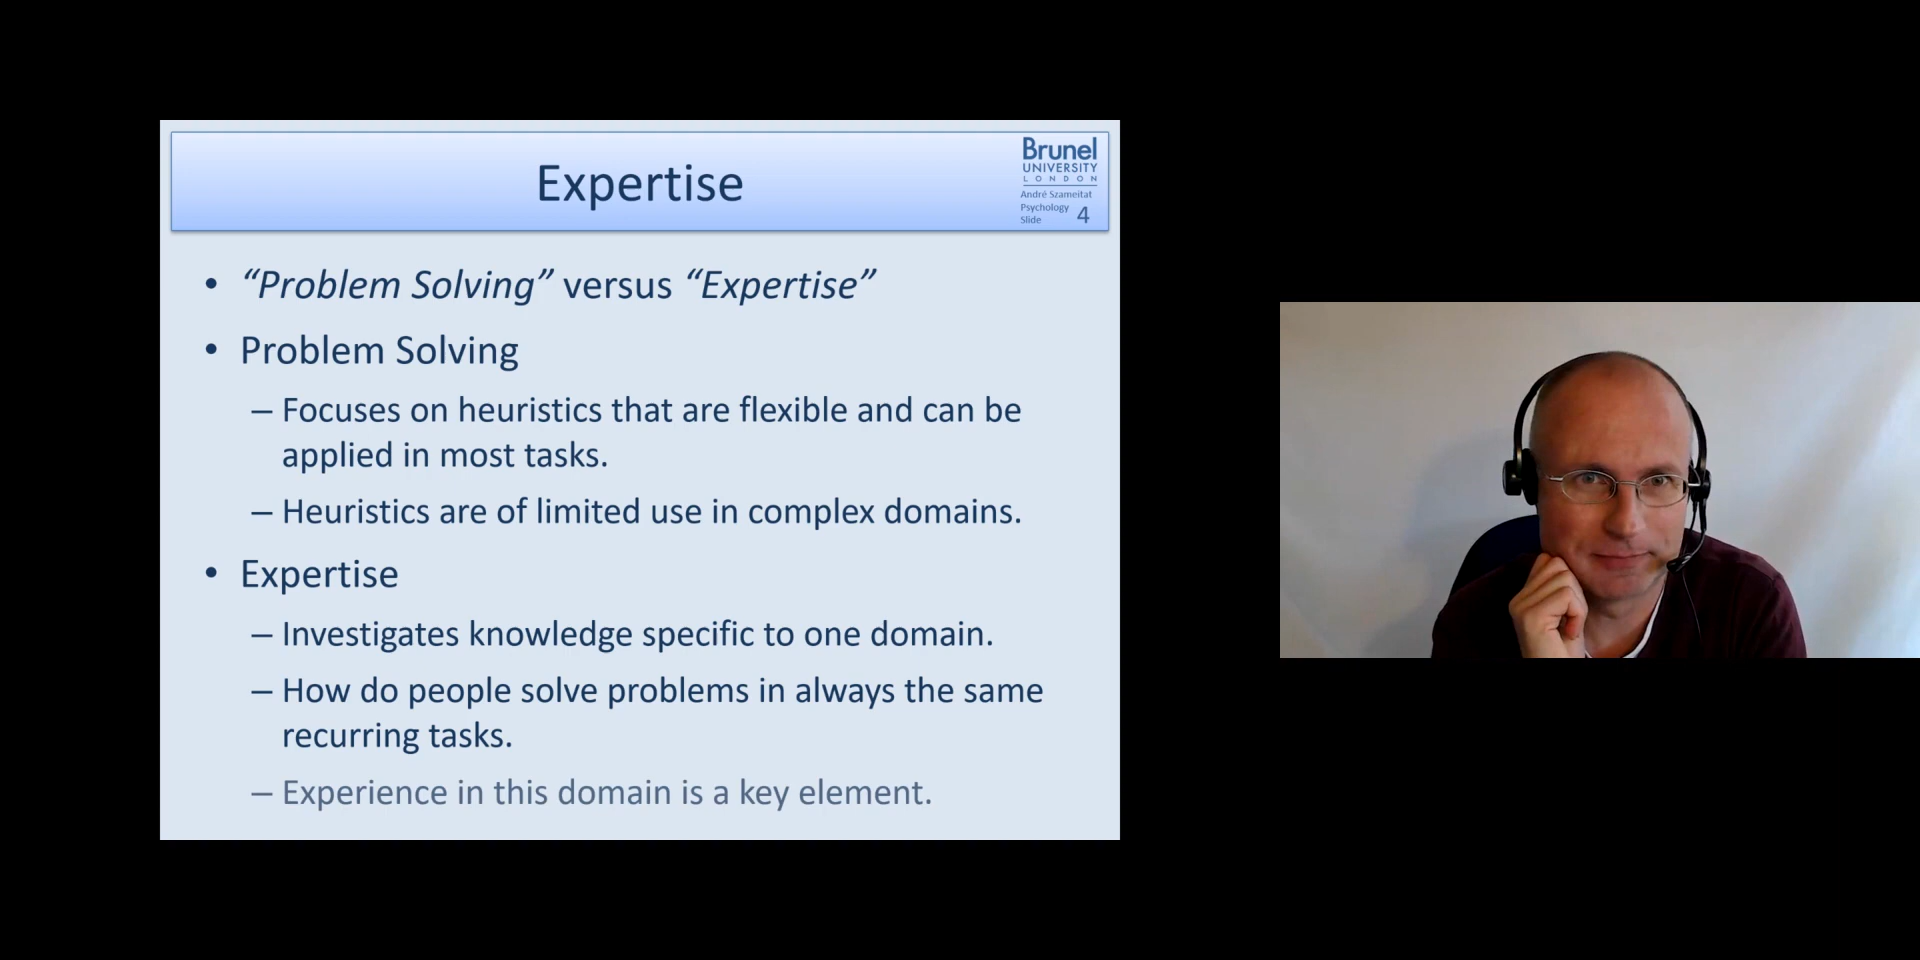 Expertise
Brunel
UNIVERSITY
LONDON
André Szameitat
Psychology
Slide 4
• “Problem Solving” versus “Expertise”
• Problem Solving
– Focuses on heuristics that are flexible and can be
applied in most tasks.
– Heuristics are of limited use in complex domains.
• Expertise
– Investigates knowledge specific to one domain.
– How do people solve problems in always the same
recurring tasks.
– Experience in this domain is a key element.